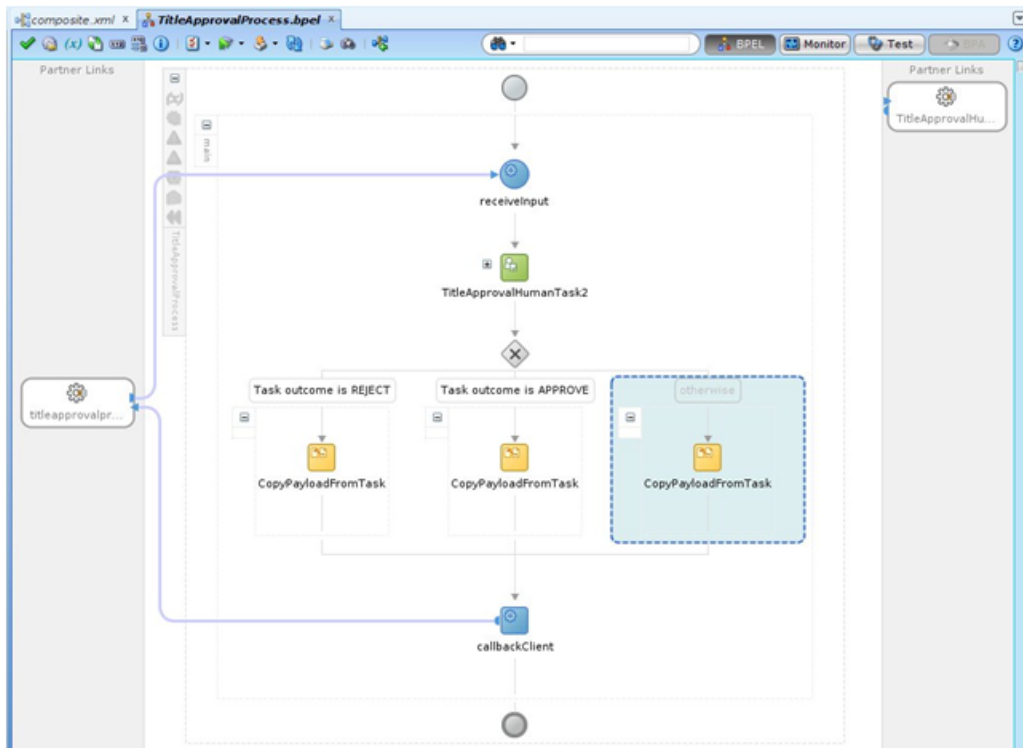 composite.xml x TitleApprovalProcess.bpel x
(x) BPEL Monitor Test BPA
Partner Links
Partner Links
TitleApprovalHu...
main
receiveInput
TitleApprovalProcess
TitleApprovalHumanTask2
Task outcome is REJECT
Task outcome is APPROVE
otherwise
titleapprovalpr...
CopyPayloadFromTask
CopyPayloadFromTask
CopyPayloadFromTask
callbackClient